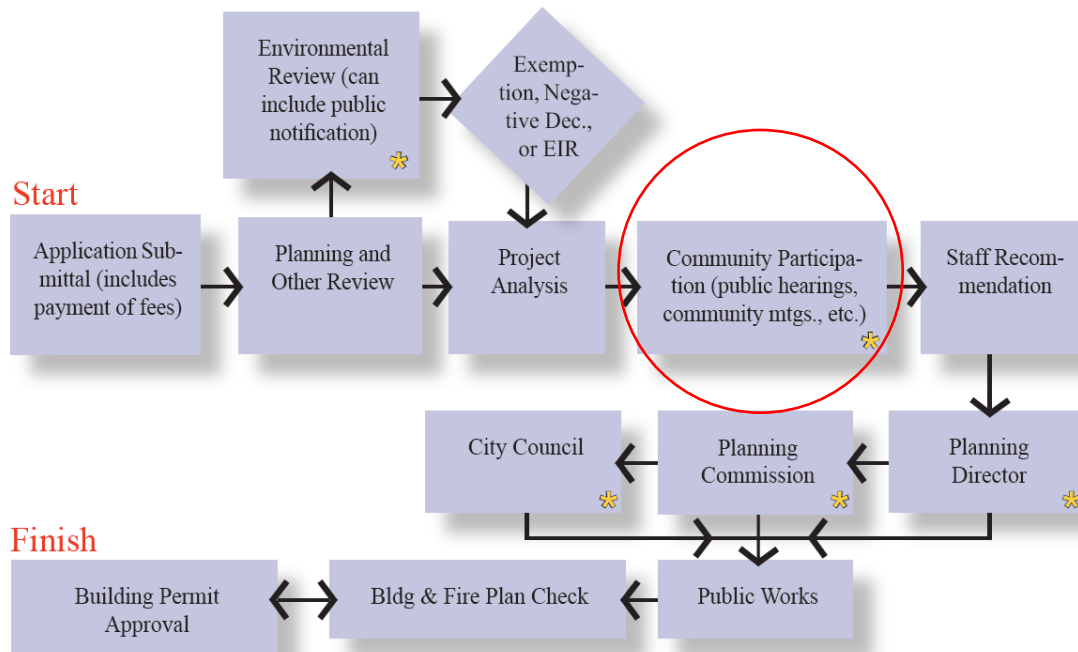 Environmental
Review (can
include public
notification)
*
Exemp-
tion, Nega-
tive Dec.,
or EIR
Start
Application Sub-
mittal (includes
payment of fees)
Planning and
Other Review
Project
Analysis
Community Participa-
tion (public hearings,
community mtgs., etc.)
*
Staff Recom-
mendation
City Council
*
Planning
Commission
*
Planning
Director
*
Finish
Building Permit
Approval
Bldg & Fire Plan Check
Public Works